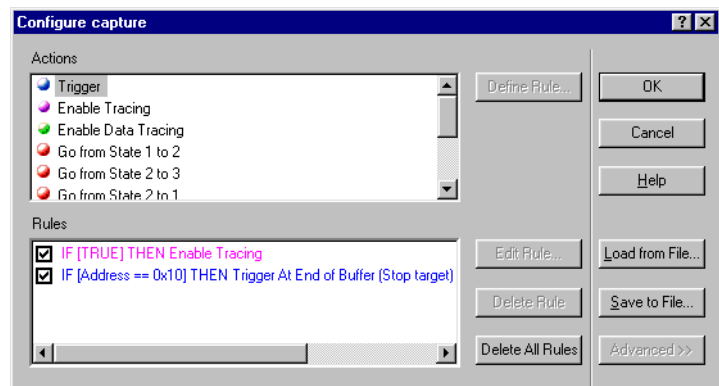 Configure capture
Actions
Trigger
Enable Tracing
Enable Data Tracing
Go from State 1 to 2
Go from State 2 to 3
Go from State 2 to 1
Define Rule...
OK
Cancel
Help
Rules
IF [TRUE] THEN Enable Tracing
IF [Address == 0x10] THEN Trigger At End of Buffer (Stop target)
Edit Rule...
Delete Rule
Delete All Rules
Load from File...
Save to File...
Advanced >>